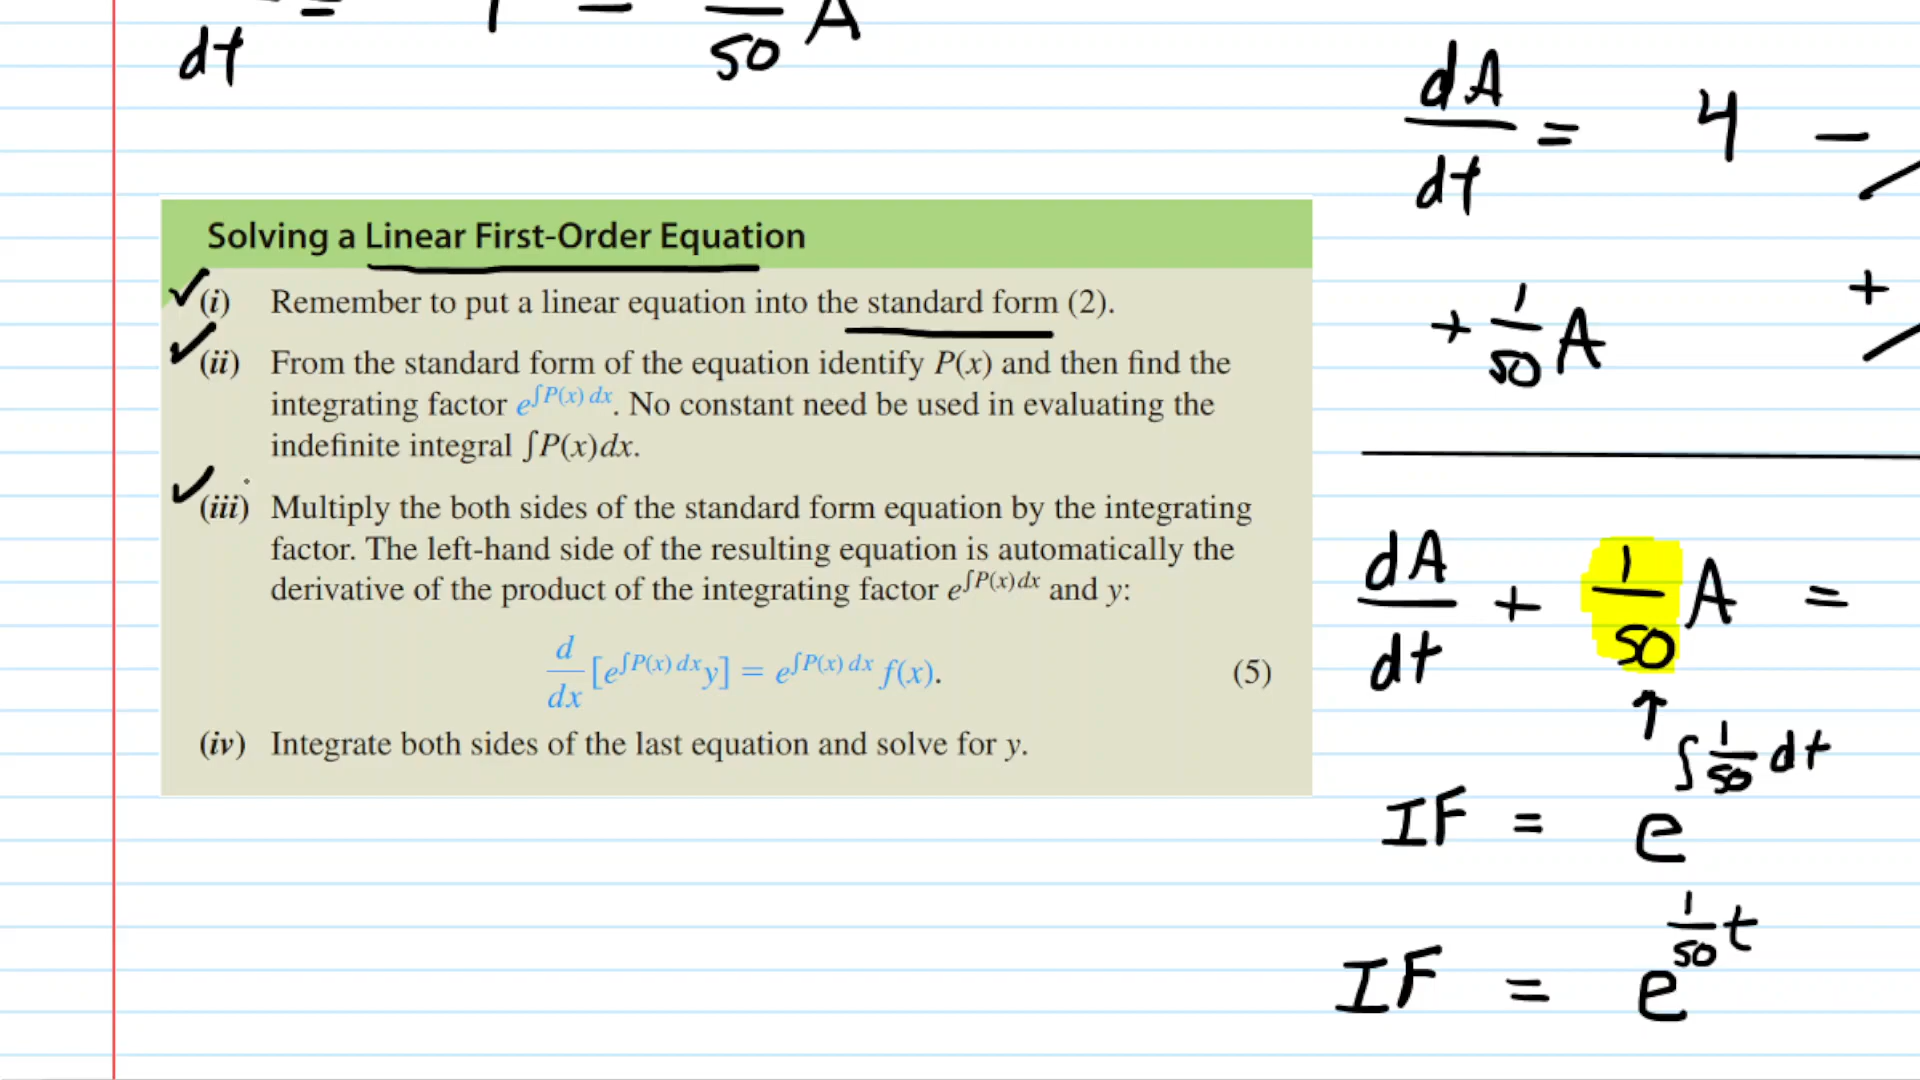 dt = 4 - 50 A
Solving a Linear First-Order Equation
(i) Remember to put a linear equation into the standard form (2).
(ii) From the standard form of the equation identify P(x) and then find the
integrating factor e^∫P(x) dx. No constant need be used in evaluating the
indefinite integral ∫P(x)dx.
(iii) Multiply the both sides of the standard form equation by the integrating
factor. The left-hand side of the resulting equation is automatically the
derivative of the product of the integrating factor e^∫P(x)dx and y:
d/dx [e^∫P(x) dx y] = e^∫P(x) dx f(x). (5)
(iv) Integrate both sides of the last equation and solve for y.
dA/dt = 4 -
+ 1/50 A +
dA/dt + 1/50 A =
↑
IF = e^∫ 1/50 dt
IF = e^1/50 t